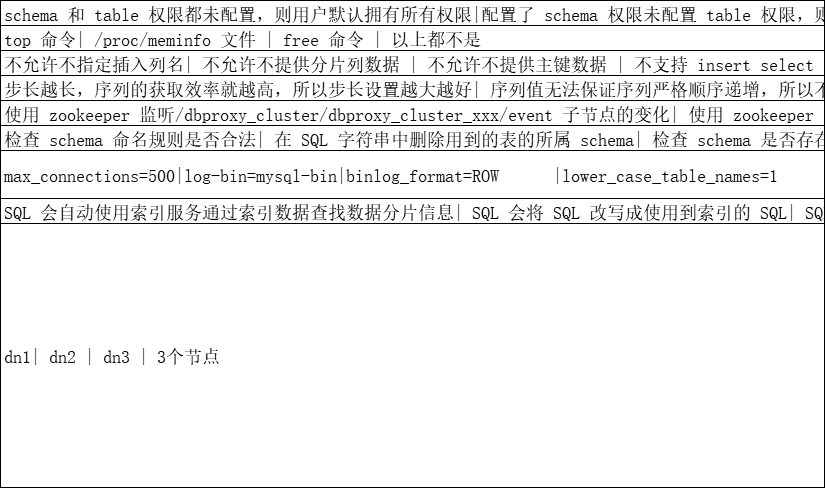 schema 和 table 权限都未配置，则用户默认拥有所有权限|配置了 schema 权限未配置 table 权限，则
top 命令| /proc/meminfo 文件 | free 命令 | 以上都不是
不允许不指定插入列名| 不允许不提供分片列数据 | 不允许不提供主键数据 | 不支持 insert select
步长越长，序列的获取效率就越高，所以步长设置越大越好| 序列值无法保证序列严格顺序递增，所以不
使用 zookeeper 监听/dbproxy_cluster/dbproxy_cluster_xxx/event 子节点的变化| 使用 zookeeper
检查 schema 命名规则是否合法| 在 SQL 字符串中删除用到的表的所属 schema| 检查 schema 是否存在
max_connections=500|log-bin=mysql-bin|binlog_format=ROW      |lower_case_table_names=1
SQL 会自动使用索引服务通过索引数据查找数据分片信息| SQL 会将 SQL 改写成使用到索引的 SQL| SQ
dn1| dn2 | dn3 | 3个节点